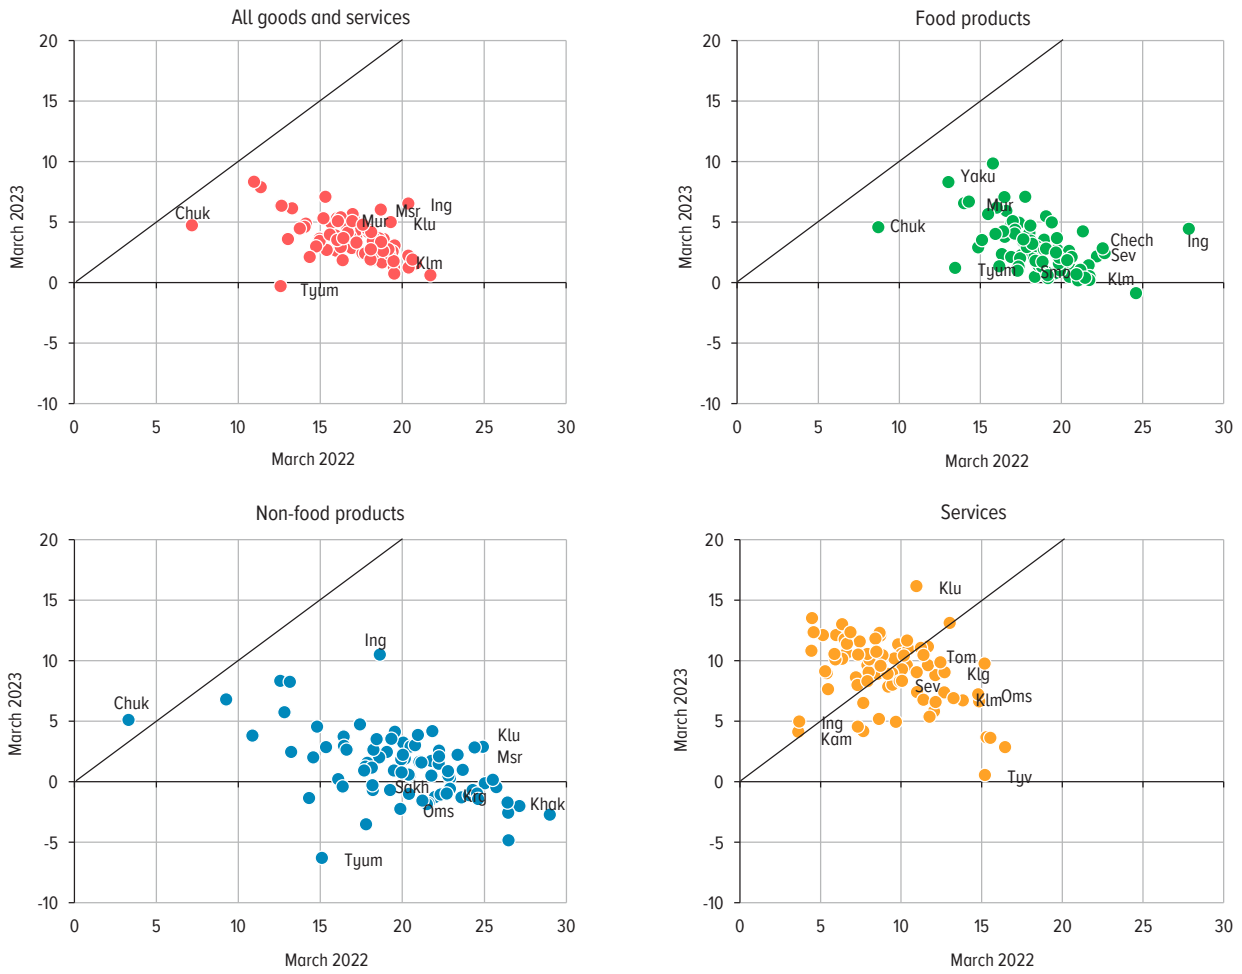 All goods and services
20
15
10
5
0
-5
-10
0 5 10 15 20 25 30
March 2023
March 2022
Chuk
Mur
Msr
Ing
Klu
Klm
Tyum
Food products
20
15
10
5
0
-5
-10
0 5 10 15 20 25 30
March 2023
March 2022
Yaku
Mur
Chuk
Chech
Ing
Sev
Tyum
Klm
Non-food products
20
15
10
5
0
-5
-10
0 5 10 15 20 25 30
March 2023
March 2022
Ing
Chuk
Klu
Msr
Sakh
Krg
Khak
Oms
Tyum
Services
20
15
10
5
0
-5
-10
0 5 10 15 20 25 30
March 2023
March 2022
Klu
Tom
Klg
Sev
Klm
Oms
Ing
Kam
Tyv